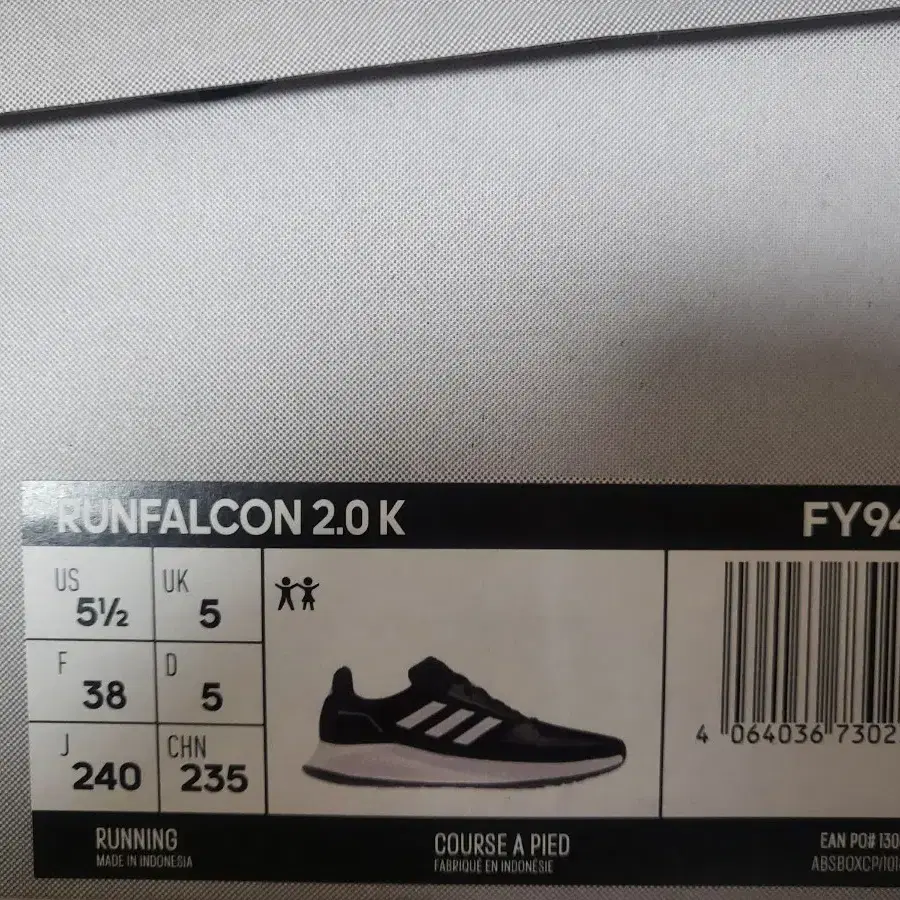 RUNFALCON 2.0 K FY94
US 5½ UK 5
F 38 D 5
J 240 CHN 235
4 064036 7302
RUNNING COURSE A PIED EAN PO# 130
MADE IN INDONESIA FABRIQUÉ EN INDONÉSIE ABSBOXCP/101